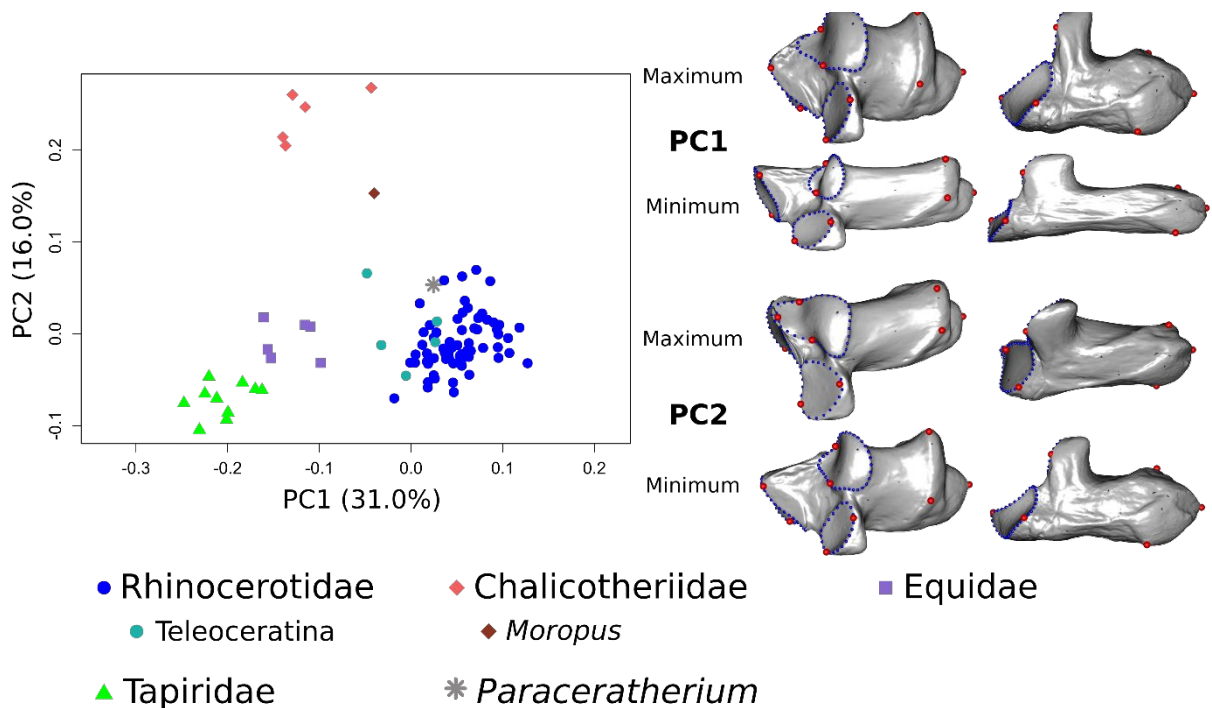 Maximum
PC1
Minimum
Maximum
PC2
Minimum
PC2 (16.0%)
0.2
0.1
0.0
-0.1
-0.3
-0.2
-0.1
0.0
0.1
0.2
PC1 (31.0%)
Rhinocerotidae
Chalicotheriidae
Equidae
Teleoceratina
Moropus
Tapiridae
Paraceratherium